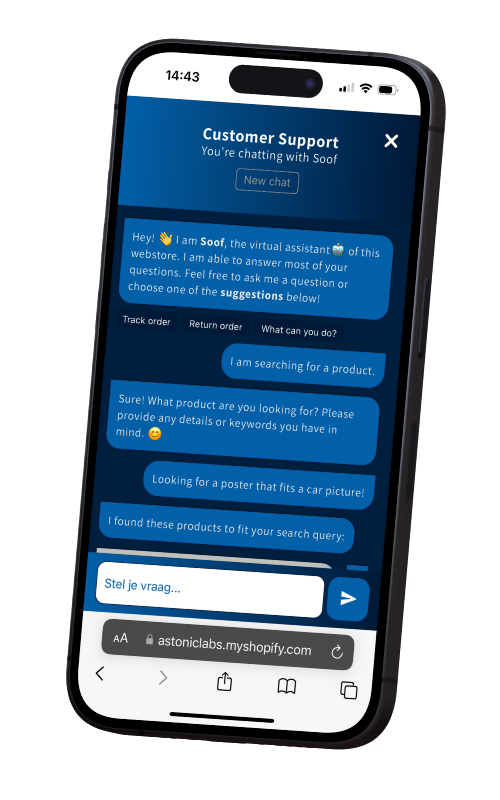 14:43
Customer Support
You're chatting with Soof
New chat
Hey! 👋 I am Soof, the virtual assistant🤖 of this
webstore. I am able to answer most of your
questions. Feel free to ask me a question or
choose one of the suggestions below!
Track order Return order What can you do?
I am searching for a product.
Sure! What product are you looking for? Please
provide any details or keywords you have in
mind. 😊
Looking for a poster that fits a car picture!
I found these products to fit your search query:
Stel je vraag...
AA astoniclabs.myshopify.com